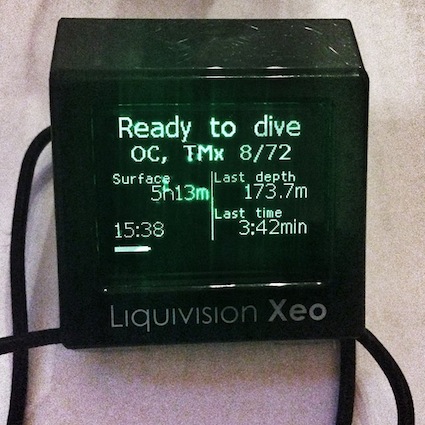 Ready to dive
OC, TMx 8/72
Surface
5h13m
Last depth
173.7m
Last time
3:42min
15:38
Liquivision Xeo